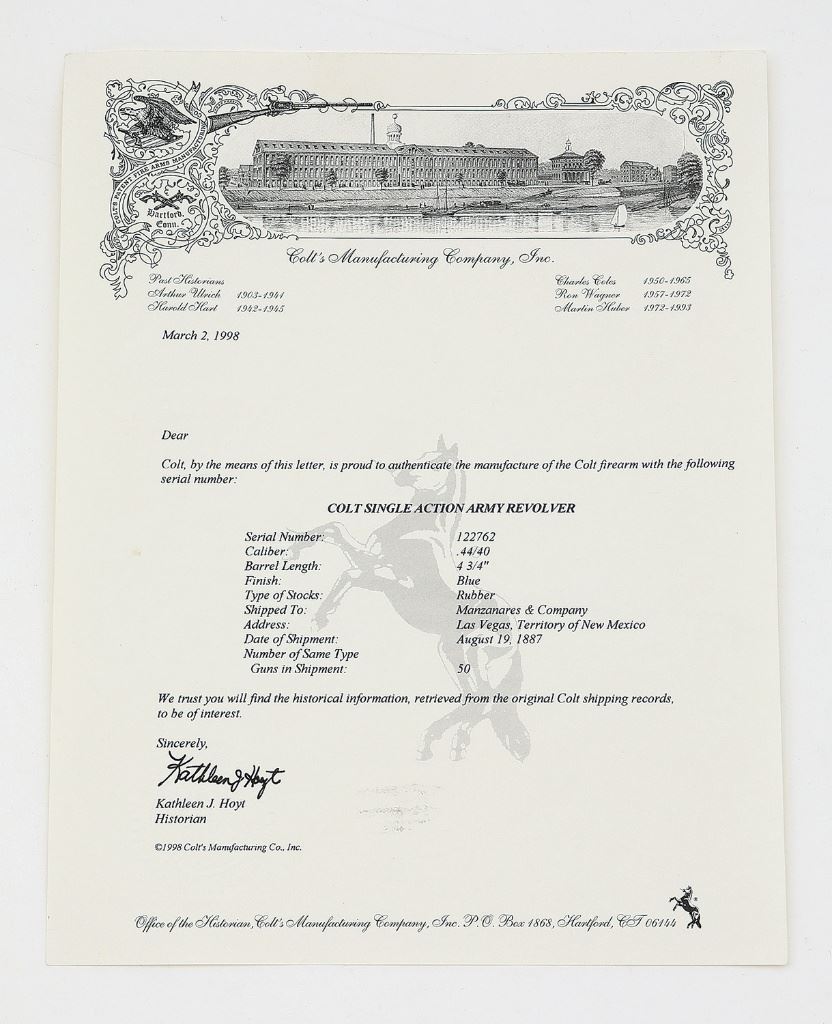 COLT'S PATENT FIRE ARMS MANUFACTURING
Hartford, Conn.
Colt's Manufacturing Company, Inc.
Past Historians
Arthur Ulrich 1903-1941
Harold Hart 1942-1945
Charles Coles 1950-1965
Ron Wagner 1957-1972
Martin Huber 1972-1993
March 2, 1998
Dear
Colt, by the means of this letter, is proud to authenticate the manufacture of the Colt firearm with the following
serial number:
COLT SINGLE ACTION ARMY REVOLVER
Serial Number: 122762
Caliber: .44/40
Barrel Length: 4 3/4"
Finish: Blue
Type of Stocks: Rubber
Shipped To: Manzanares & Company
Address: Las Vegas, Territory of New Mexico
Date of Shipment: August 19, 1887
Number of Same Type
Guns in Shipment: 50
We trust you will find the historical information, retrieved from the original Colt shipping records,
to be of interest.
Sincerely,
Kathleen J Hoyt
Kathleen J. Hoyt
Historian
©1998 Colt's Manufacturing Co., Inc.
Office of the Historian, Colt's Manufacturing Company, Inc. P.O. Box 1868, Hartford, CT 06144